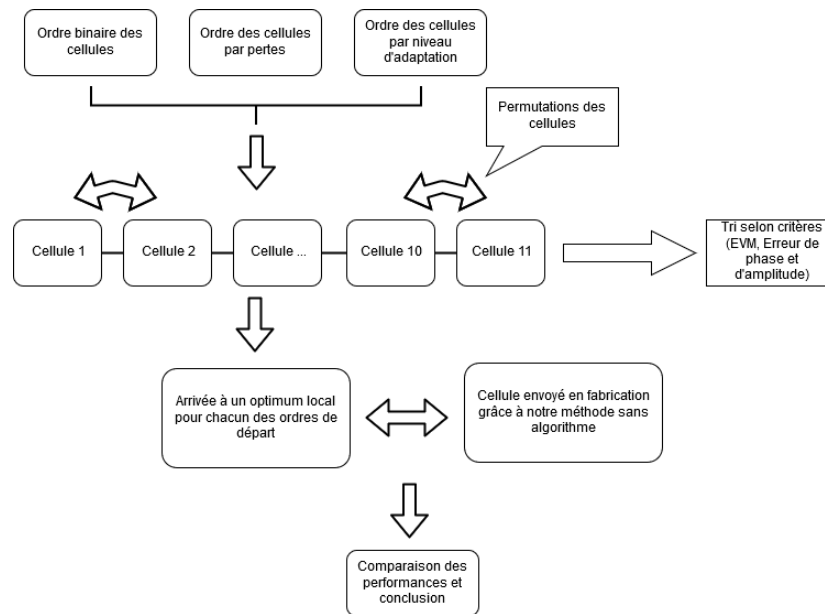 Ordre binaire des
cellules
Ordre des cellules
par pertes
Ordre des cellules
par niveau
d'adaptation
Permutations des
cellules
Cellule 1
Cellule 2
Cellule ...
Cellule 10
Cellule 11
Tri selon critères
(EVM, Erreur de
phase et
d'amplitude)
Arrivée à un optimum local
pour chacun des ordres de
départ
Cellule envoyé en fabrication
grâce à notre méthode sans
algorithme
Comparaison des
performances et
conclusion